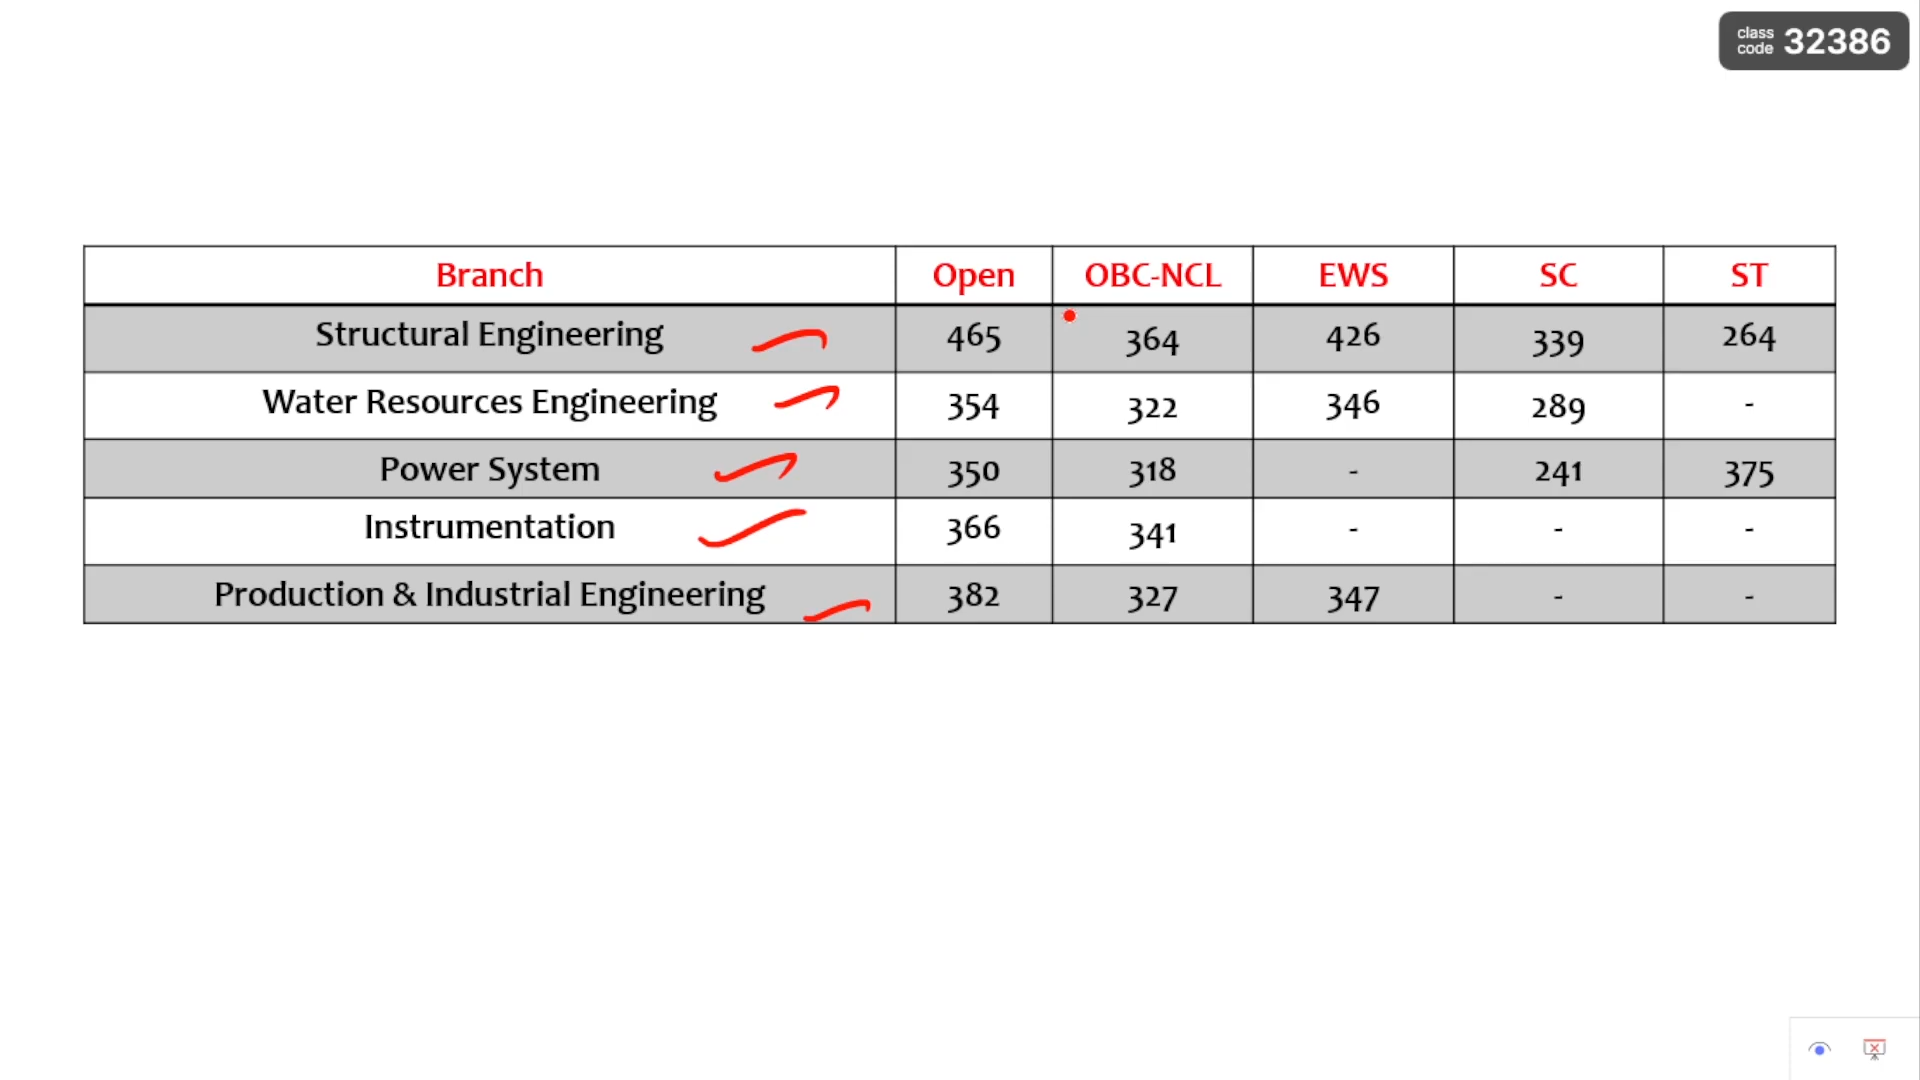 class code 32386
Branch Open OBC-NCL EWS SC ST
Structural Engineering 465 364 426 339 264
Water Resources Engineering 354 322 346 289 -
Power System 350 318 - 241 375
Instrumentation 366 341 - - -
Production & Industrial Engineering 382 327 347 - -